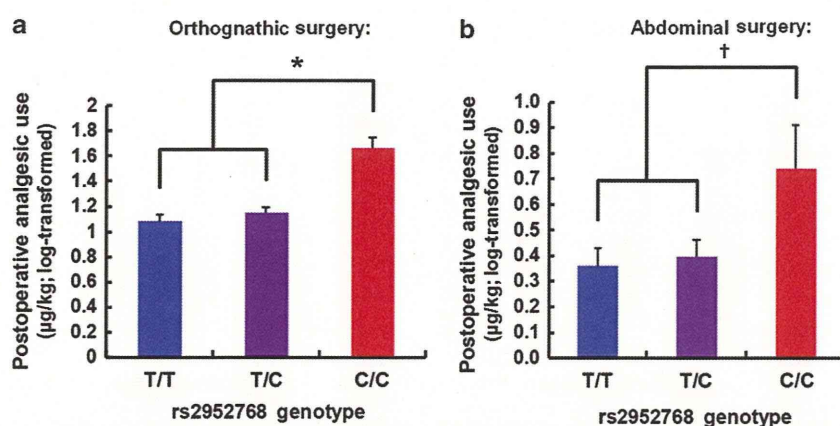 a
Orthognathic surgery:
*
Postoperative analgesic use
(µg/kg; log-transformed)
2
1.8
1.6
1.4
1.2
1
0.8
0.6
0.4
0.2
0
T/T T/C C/C
rs2952768 genotype
b
Abdominal surgery:
†
Postoperative analgesic use
(µg/kg; log-transformed)
1.0
0.9
0.8
0.7
0.6
0.5
0.4
0.3
0.2
0.1
0.0
T/T T/C C/C
rs2952768 genotype